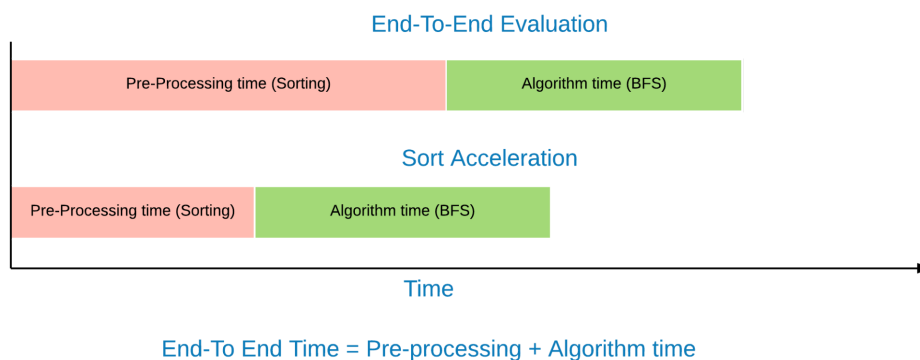 End-To-End Evaluation
Pre-Processing time (Sorting) Algorithm time (BFS)
Sort Acceleration
Pre-Processing time (Sorting) Algorithm time (BFS)
Time
End-To End Time = Pre-processing + Algorithm time